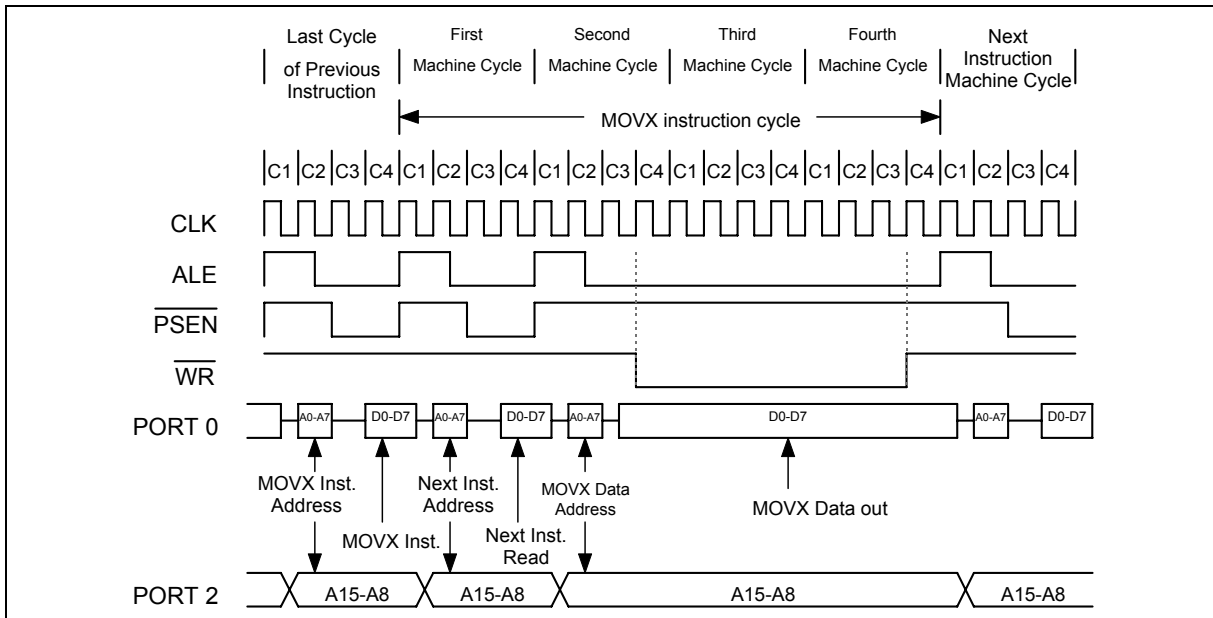 Last Cycle
of Previous
Instruction
First
Machine Cycle
Second
Machine Cycle
Third
Machine Cycle
Fourth
Machine Cycle
Next
Instruction
Machine Cycle
MOVX instruction cycle
C1 C2 C3 C4 C1 C2 C3 C4 C1 C2 C3 C4 C1 C2 C3 C4 C1 C2 C3 C4 C1 C2 C3 C4
CLK
ALE
PSEN
WR
PORT 0
A0-A7 D0-D7 A0-A7 D0-D7 A0-A7 D0-D7 A0-A7 D0-D7
MOVX Inst.
Address
MOVX Inst.
Next Inst.
Address
Next Inst.
Read
MOVX Data
Address
MOVX Data out
PORT 2
A15-A8 A15-A8 A15-A8 A15-A8